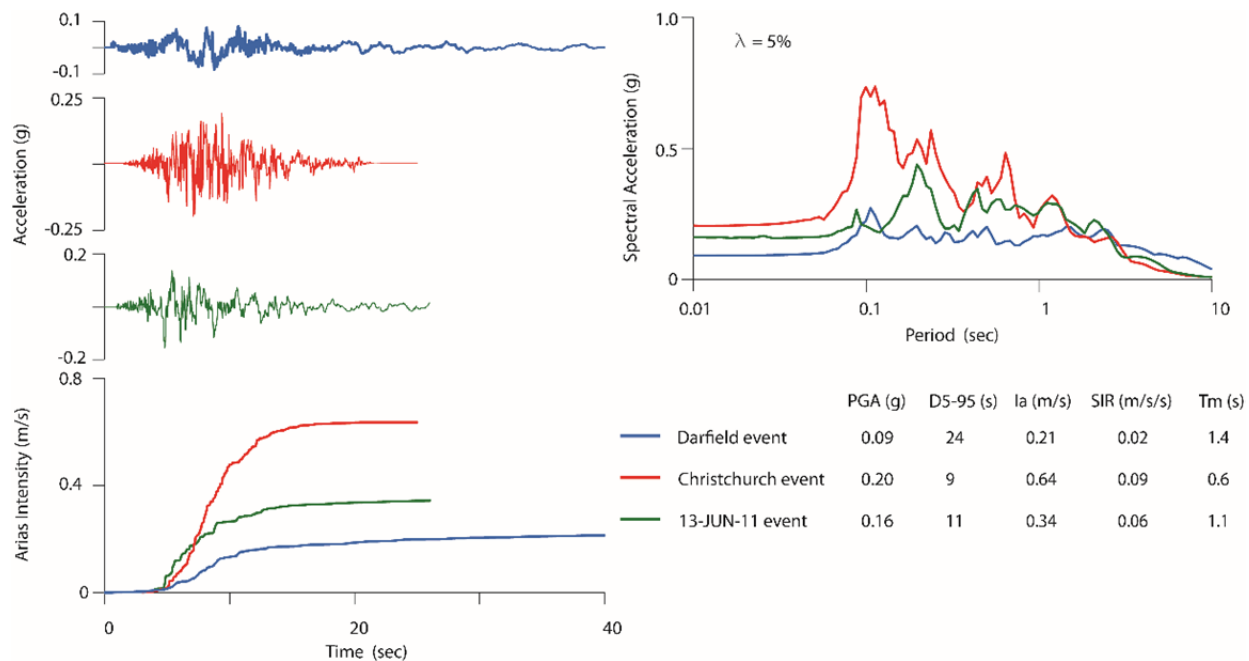 0.1
-0.1
0.25
-0.25
0.2
-0.2
Acceleration (g)
0.8
0.4
0
Arias Intensity (m/s)
0 20 40
Time (sec)
1.0
0.5
0
Spectral Acceleration (g)
λ = 5%
0.01 0.1 1 10
Period (sec)
PGA (g) D5-95 (s) Ia (m/s) SIR (m/s/s) Tm (s)
Darfield event 0.09 24 0.21 0.02 1.4
Christchurch event 0.20 9 0.64 0.09 0.6
13-JUN-11 event 0.16 11 0.34 0.06 1.1